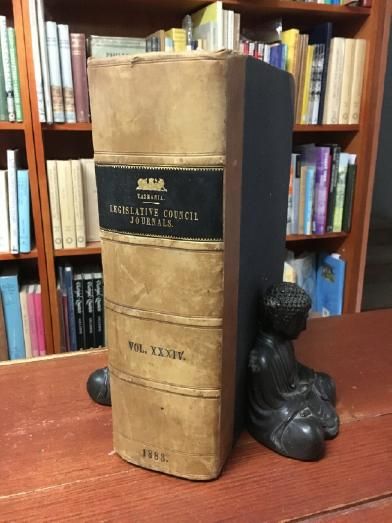 TASMANIA.
LEGISLATIVE COUNCIL
JOURNALS.
VOL. XXXIV.
1883.